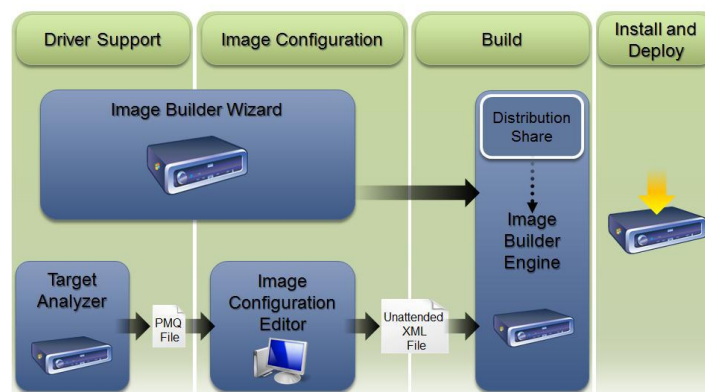 Driver Support
Image Configuration
Build
Install and
Deploy
Image Builder Wizard
Distribution
Share
Image
Builder
Engine
Target
Analyzer
PMQ
File
Image
Configuration
Editor
Unattended
XML
File